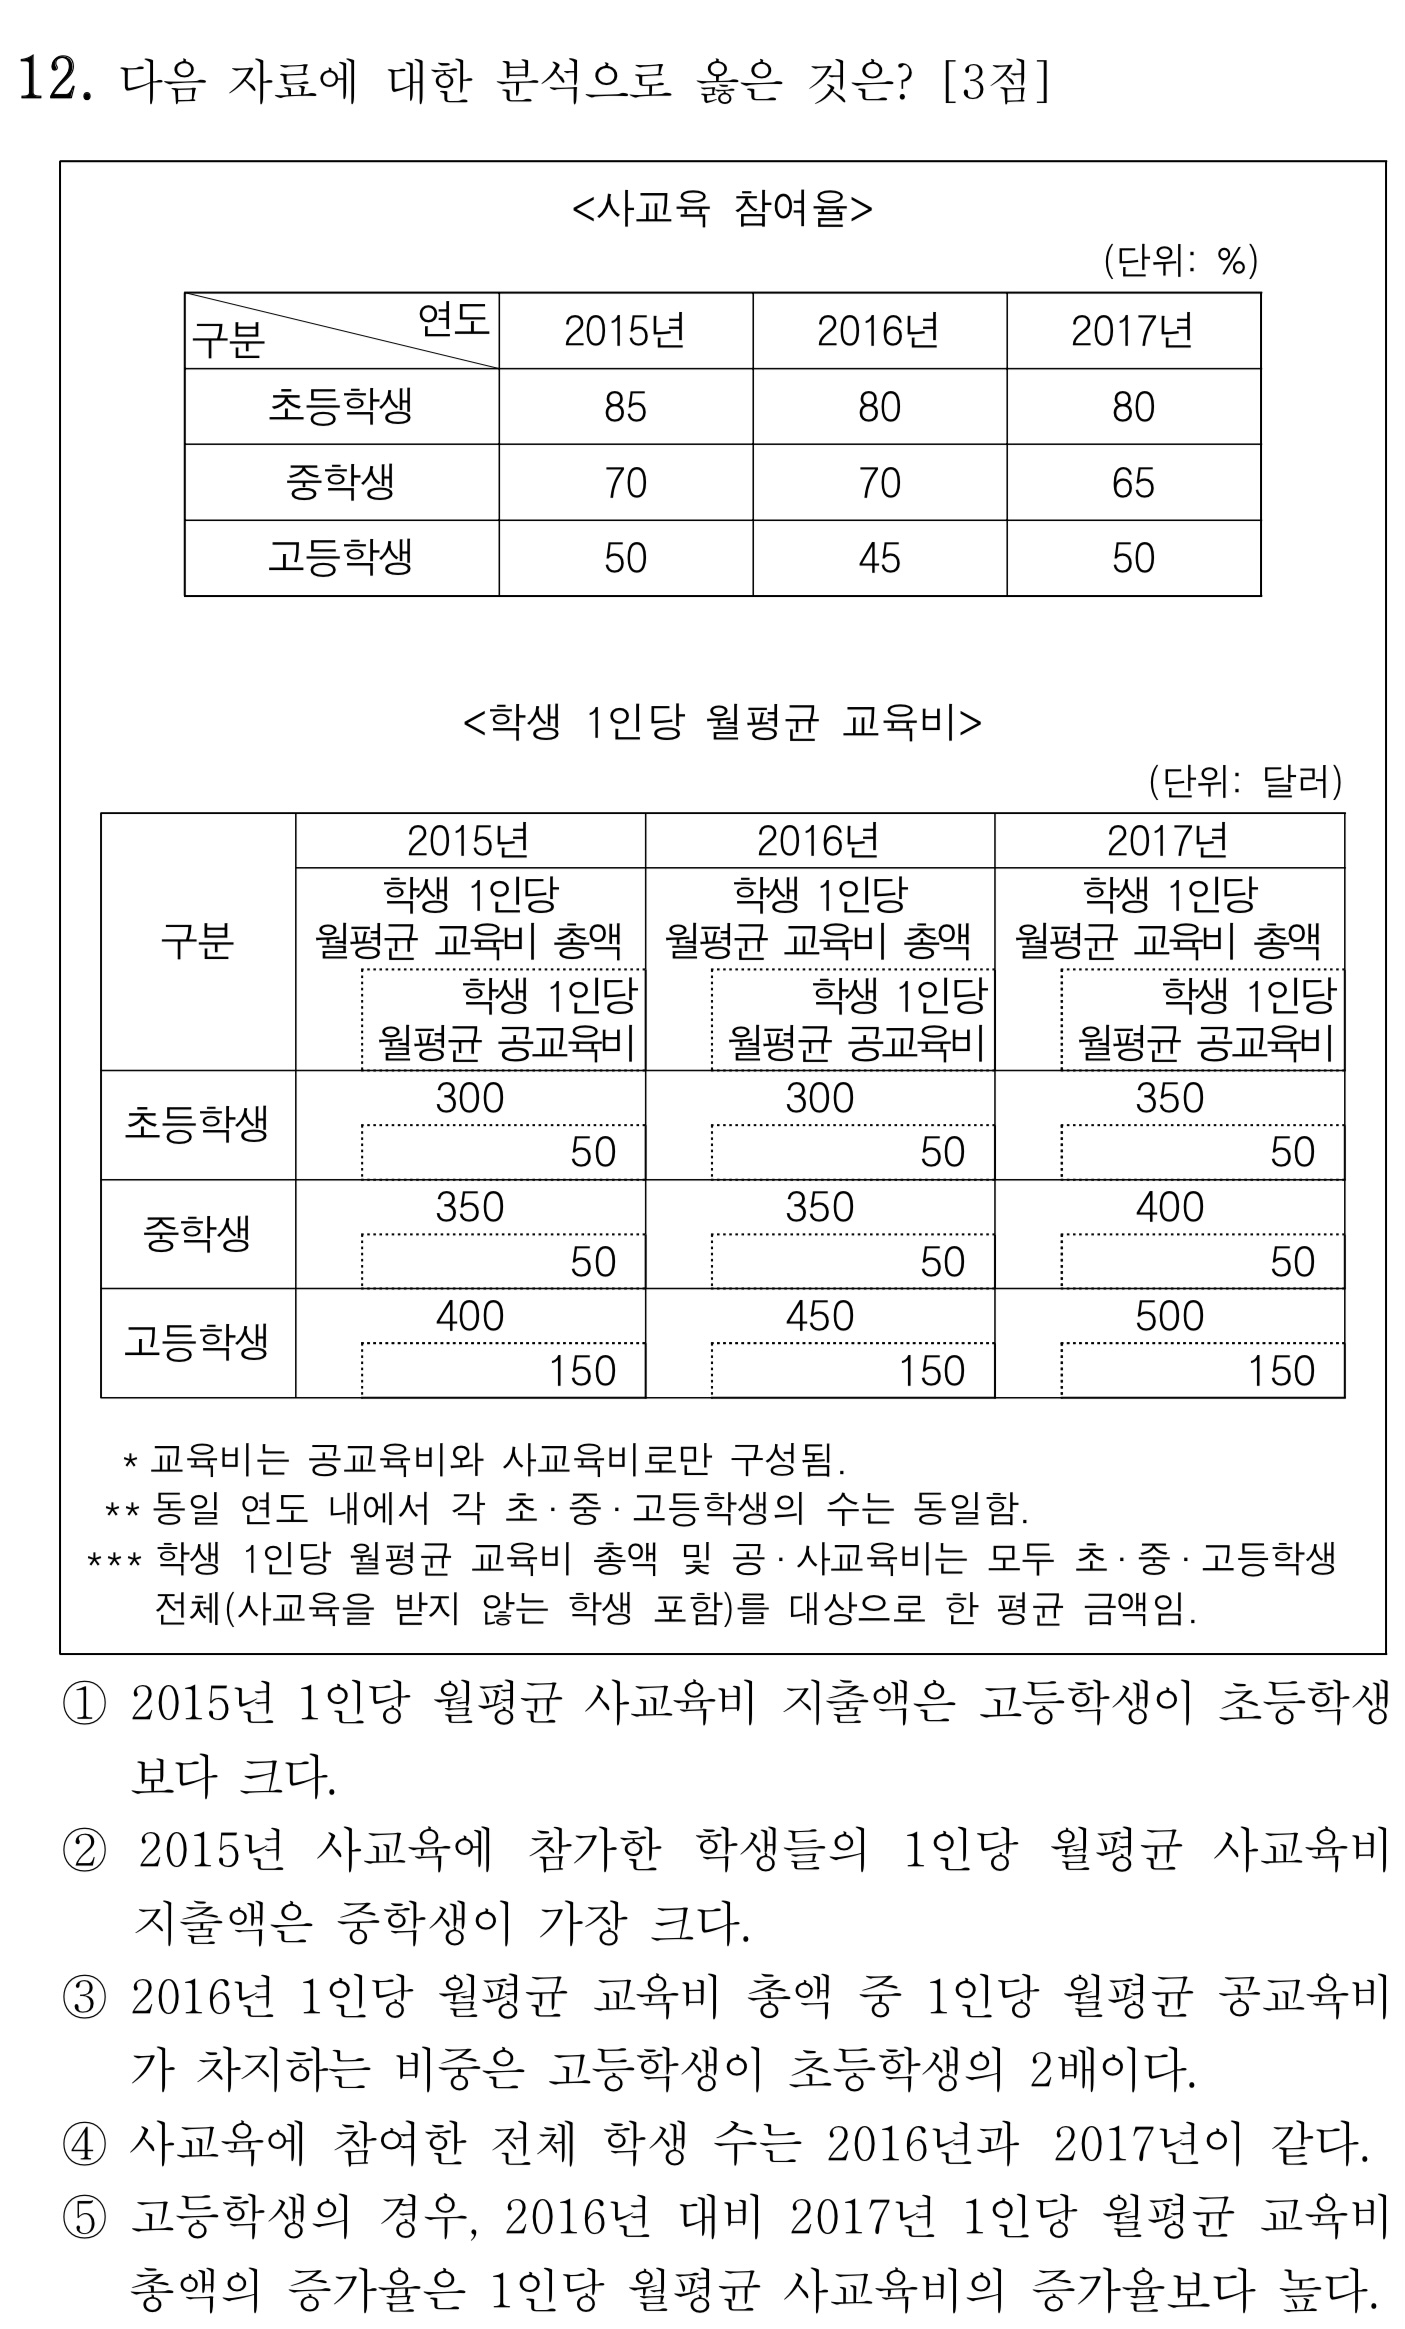 12. 다음 자료에 대한 분석으로 옳은 것은? [3점]
<사교육 참여율>
(단위: %)
구분 연도 2015년 2016년 2017년
초등학생 85 80 80
중학생 70 70 65
고등학생 50 45 50
<학생 1인당 월평균 교육비>
(단위: 달러)
구분 2015년 2016년 2017년
학생 1인당 학생 1인당 학생 1인당
월평균 교육비 총액 월평균 교육비 총액 월평균 교육비 총액
학생 1인당 학생 1인당 학생 1인당
월평균 공교육비 월평균 공교육비 월평균 공교육비
초등학생 300 300 350
50 50 50
중학생 350 350 400
50 50 50
고등학생 400 450 500
150 150 150
* 교육비는 공교육비와 사교육비로만 구성됨.
** 동일 연도 내에서 각 초·중·고등학생의 수는 동일함.
*** 학생 1인당 월평균 교육비 총액 및 공·사교육비는 모두 초·중·고등학생
전체(사교육을 받지 않는 학생 포함)를 대상으로 한 평균 금액임.
① 2015년 1인당 월평균 사교육비 지출액은 고등학생이 초등학생
보다 크다.
② 2015년 사교육에 참가한 학생들의 1인당 월평균 사교육비
지출액은 중학생이 가장 크다.
③ 2016년 1인당 월평균 교육비 총액 중 1인당 월평균 공교육비
가 차지하는 비중은 고등학생이 초등학생의 2배이다.
④ 사교육에 참여한 전체 학생 수는 2016년과 2017년이 같다.
⑤ 고등학생의 경우, 2016년 대비 2017년 1인당 월평균 교육비
총액의 증가율은 1인당 월평균 사교육비의 증가율보다 높다.